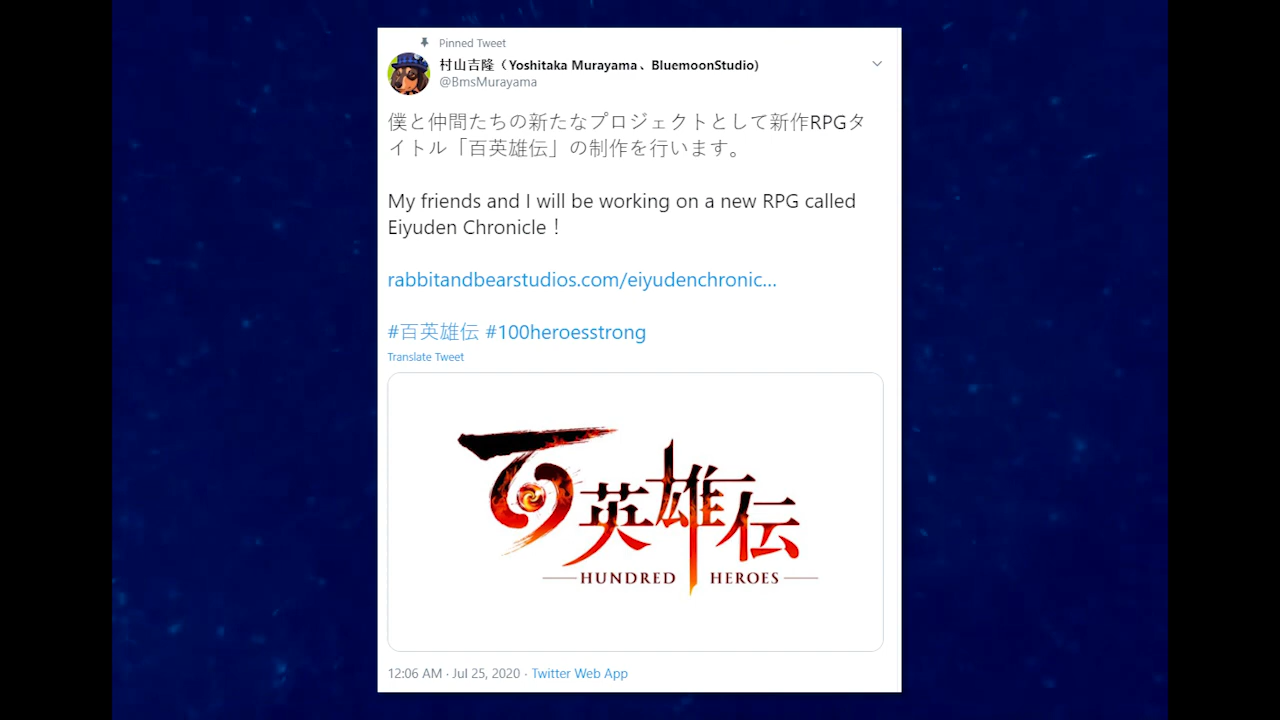 Pinned Tweet
村山吉隆（Yoshitaka Murayama、BluemoonStudio)
@BmsMurayama
僕と仲間たちの新たなプロジェクトとして新作RPGタ
イトル「百英雄伝」の制作を行います。
My friends and I will be working on a new RPG called
Eiyuden Chronicle！
rabbitandbearstudios.com/eiyudenchronic...
#百英雄伝 #100heroesstrong
Translate Tweet
百英雄伝
HUNDRED HEROES
12:06 AM · Jul 25, 2020 · Twitter Web App